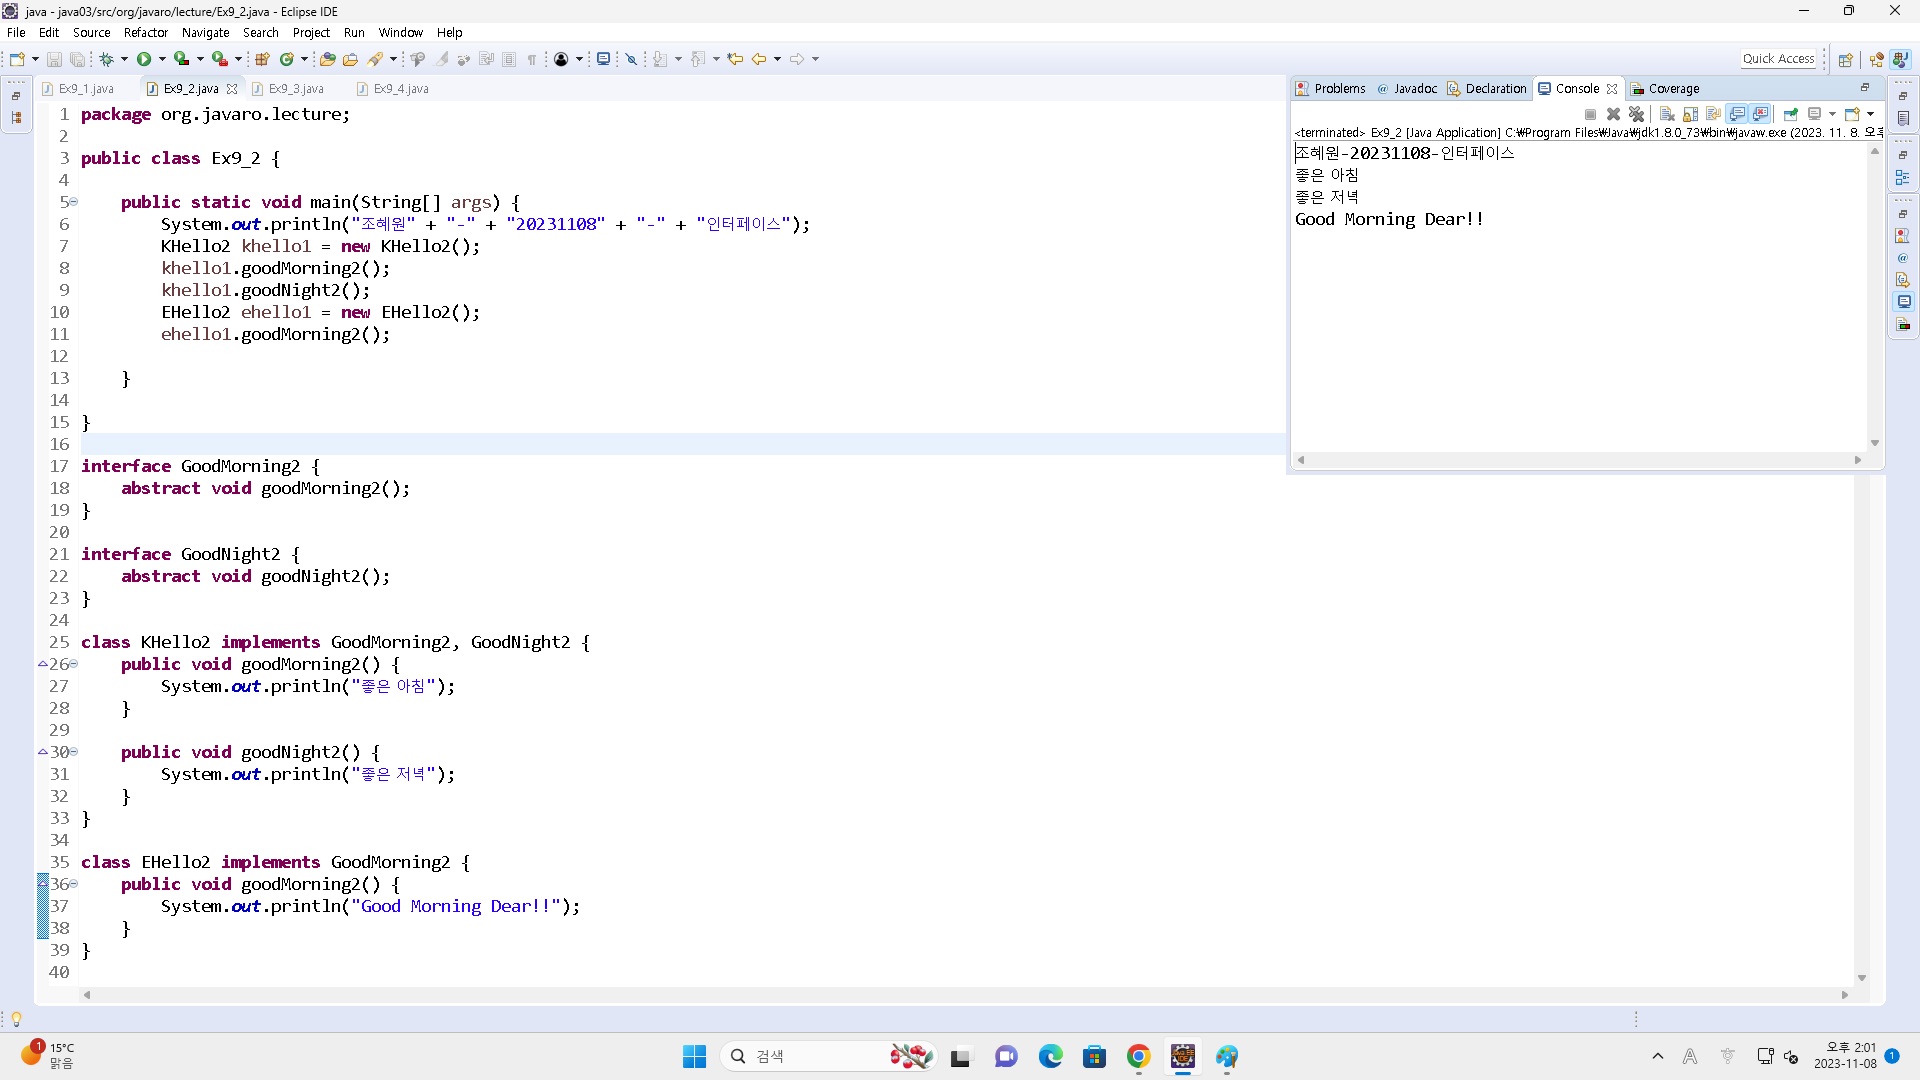 java - java03/src/org/javaro/lecture/Ex9_2.java - Eclipse IDE
File Edit Source Refactor Navigate Search Project Run Window Help
Quick Access
Ex9_1.java Ex9_2.java Ex9_3.java Ex9_4.java
1 package org.javaro.lecture;
2
3 public class Ex9_2 {
4
5 public static void main(String[] args) {
6 System.out.println("조혜원" + "-" + "20231108" + "-" + "인터페이스");
7 KHello2 khello1 = new KHello2();
8 khello1.goodMorning2();
9 khello1.goodNight2();
10 EHello2 ehello1 = new EHello2();
11 ehello1.goodMorning2();
12
13 }
14
15 }
16
17 interface GoodMorning2 {
18 abstract void goodMorning2();
19 }
20
21 interface GoodNight2 {
22 abstract void goodNight2();
23 }
24
25 class KHello2 implements GoodMorning2, GoodNight2 {
26 public void goodMorning2() {
27 System.out.println("좋은 아침");
28 }
29
30 public void goodNight2() {
31 System.out.println("좋은 저녁");
32 }
33 }
34
35 class EHello2 implements GoodMorning2 {
36 public void goodMorning2() {
37 System.out.println("Good Morning Dear!!");
38 }
39 }
40
Problems @ Javadoc Declaration Console Coverage
<terminated> Ex9_2 [Java Application] C:₩Program Files₩Java₩jdk1.8.0_73₩bin₩javaw.exe (2023. 11. 8. 오후
조혜원-20231108-인터페이스
좋은 아침
좋은 저녁
Good Morning Dear!!
1
15°C
맑음
검색
A
오후 2:01
2023-11-08
1